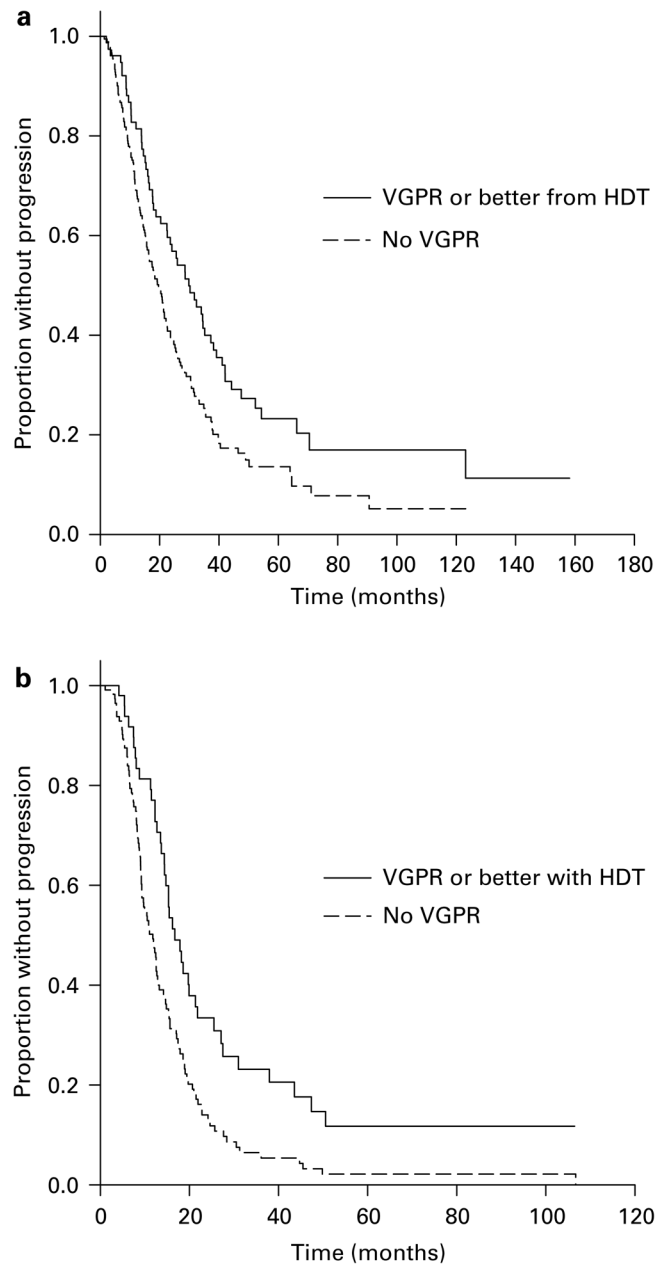 a
1.0
0.8
0.6
0.4
0.2
0.0
Proportion without progression
VGPR or better from HDT
No VGPR
0 20 40 60 80 100 120 140 160 180
Time (months)
b
1.0
0.8
0.6
0.4
0.2
0.0
Proportion without progression
VGPR or better with HDT
No VGPR
0 20 40 60 80 100 120
Time (months)